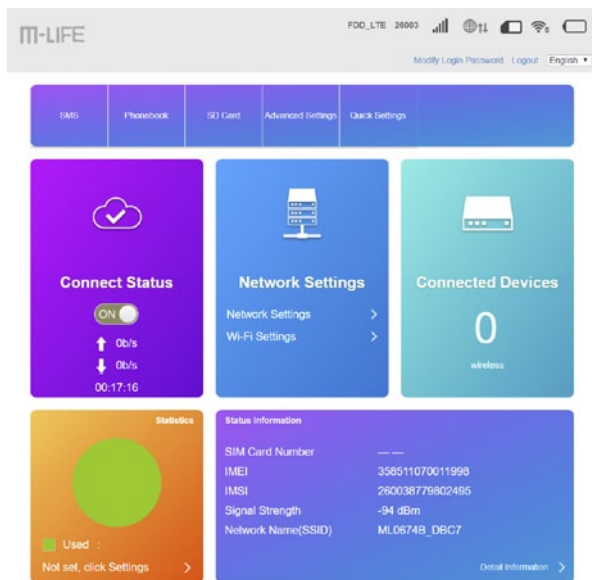 M-LIFE
FDD_LTE 26003
Modify Login Password Logout English
SMS Phonebook SD Card Advanced Settings Quick Settings
Connect Status
ON
0b/s
0b/s
00:17:16
Network Settings
Network Settings
Wi-Fi Settings
Connected Devices
0
wireless
Statistics
Used :
Not set, click Settings
Status Information
SIM Card Number — —
IMEI 358511070011998
IMSI 260038779802495
Signal Strength -94 dBm
Network Name(SSID) ML0674B_DBC7
Detail Information